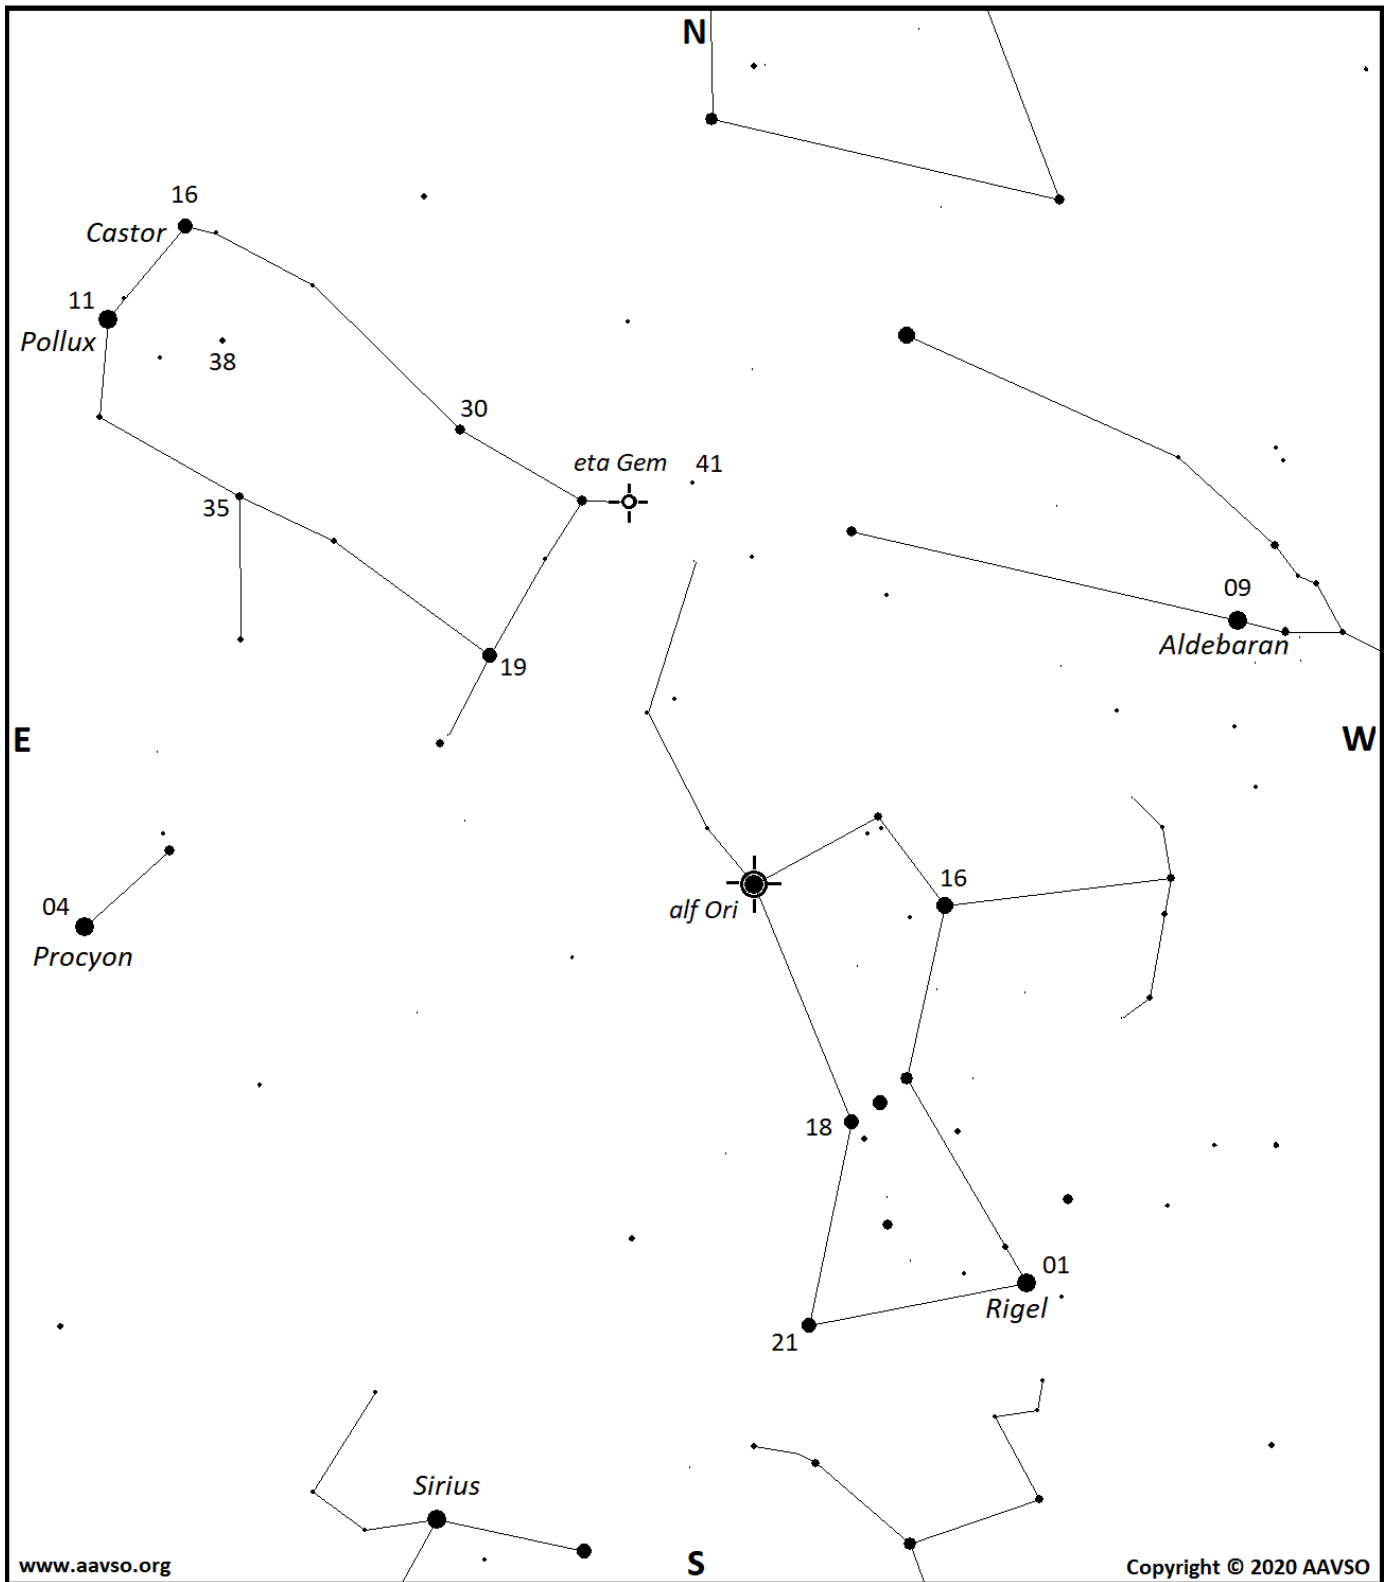 N
16
Castor
11
Pollux
38
30
eta Gem
41
35
09
Aldebaran
19
E
W
16
04
alf Ori
Procyon
18
01
Rigel
21
Sirius
www.aavso.org
S
Copyright © 2020 AAVSO